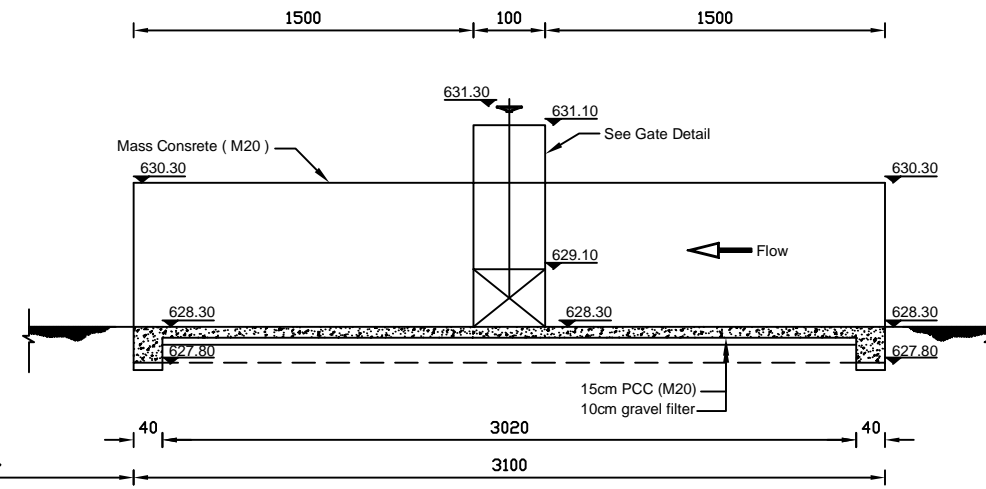 1500 100 1500
631.30
631.10
See Gate Detail
Mass Consrete ( M20 )
630.30 630.30
629.10
Flow
628.30 628.30 628.30
627.80 627.80
15cm PCC (M20)
10cm gravel filter
40 3020 40
3100